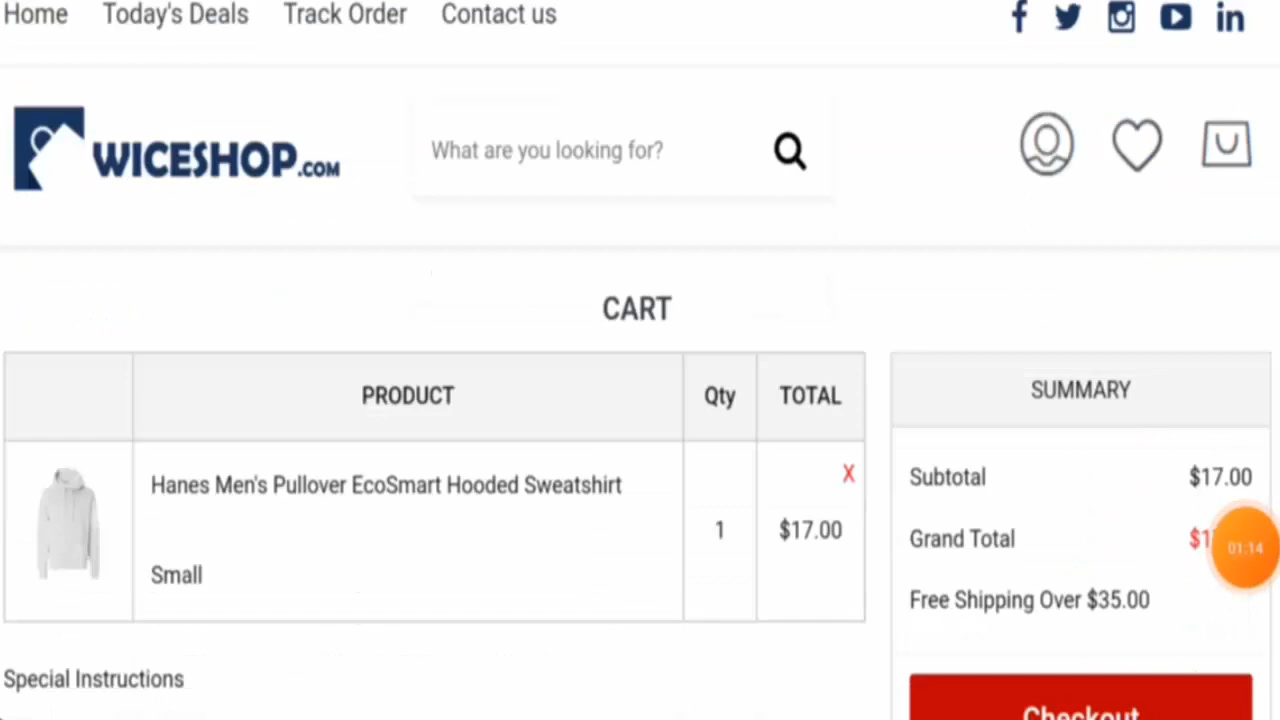 Home Today's Deals Track Order Contact us
WICESHOP.COM
What are you looking for?
CART
PRODUCT Qty TOTAL
SUMMARY
X
Hanes Men's Pullover EcoSmart Hooded Sweatshirt
Small
1 $17.00
Subtotal $17.00
Grand Total
01:14
Free Shipping Over $35.00
Special Instructions
Checkout